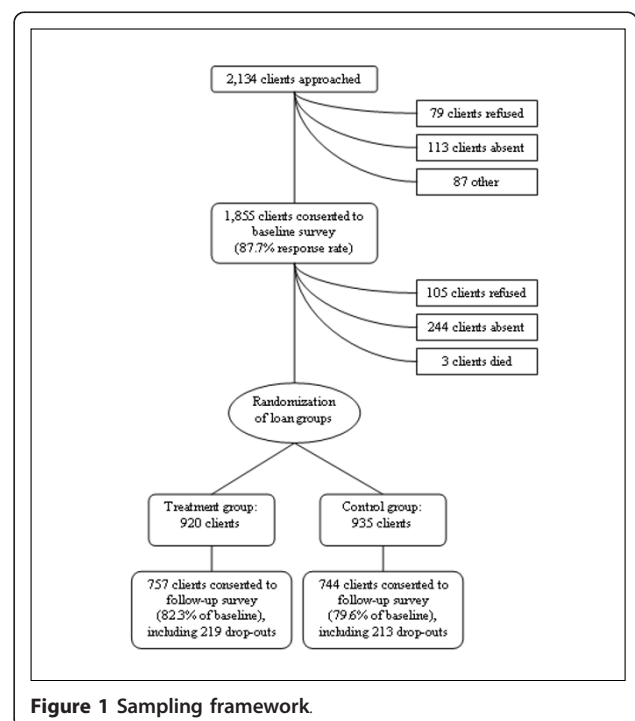 2,134 clients approached
79 clients refused
113 clients absent
87 other
1,855 clients consented to
baseline survey
(87.7% response rate)
105 clients refused
244 clients absent
3 clients died
Randomization
of loan groups
Treatment group:
920 clients
Control group:
935 clients
757 clients consented to
follow-up survey
(82.3% of baseline),
including 219 drop-outs
744 clients consented to
follow-up survey
(79.6% of baseline),
including 213 drop-outs
Figure 1 Sampling framework.